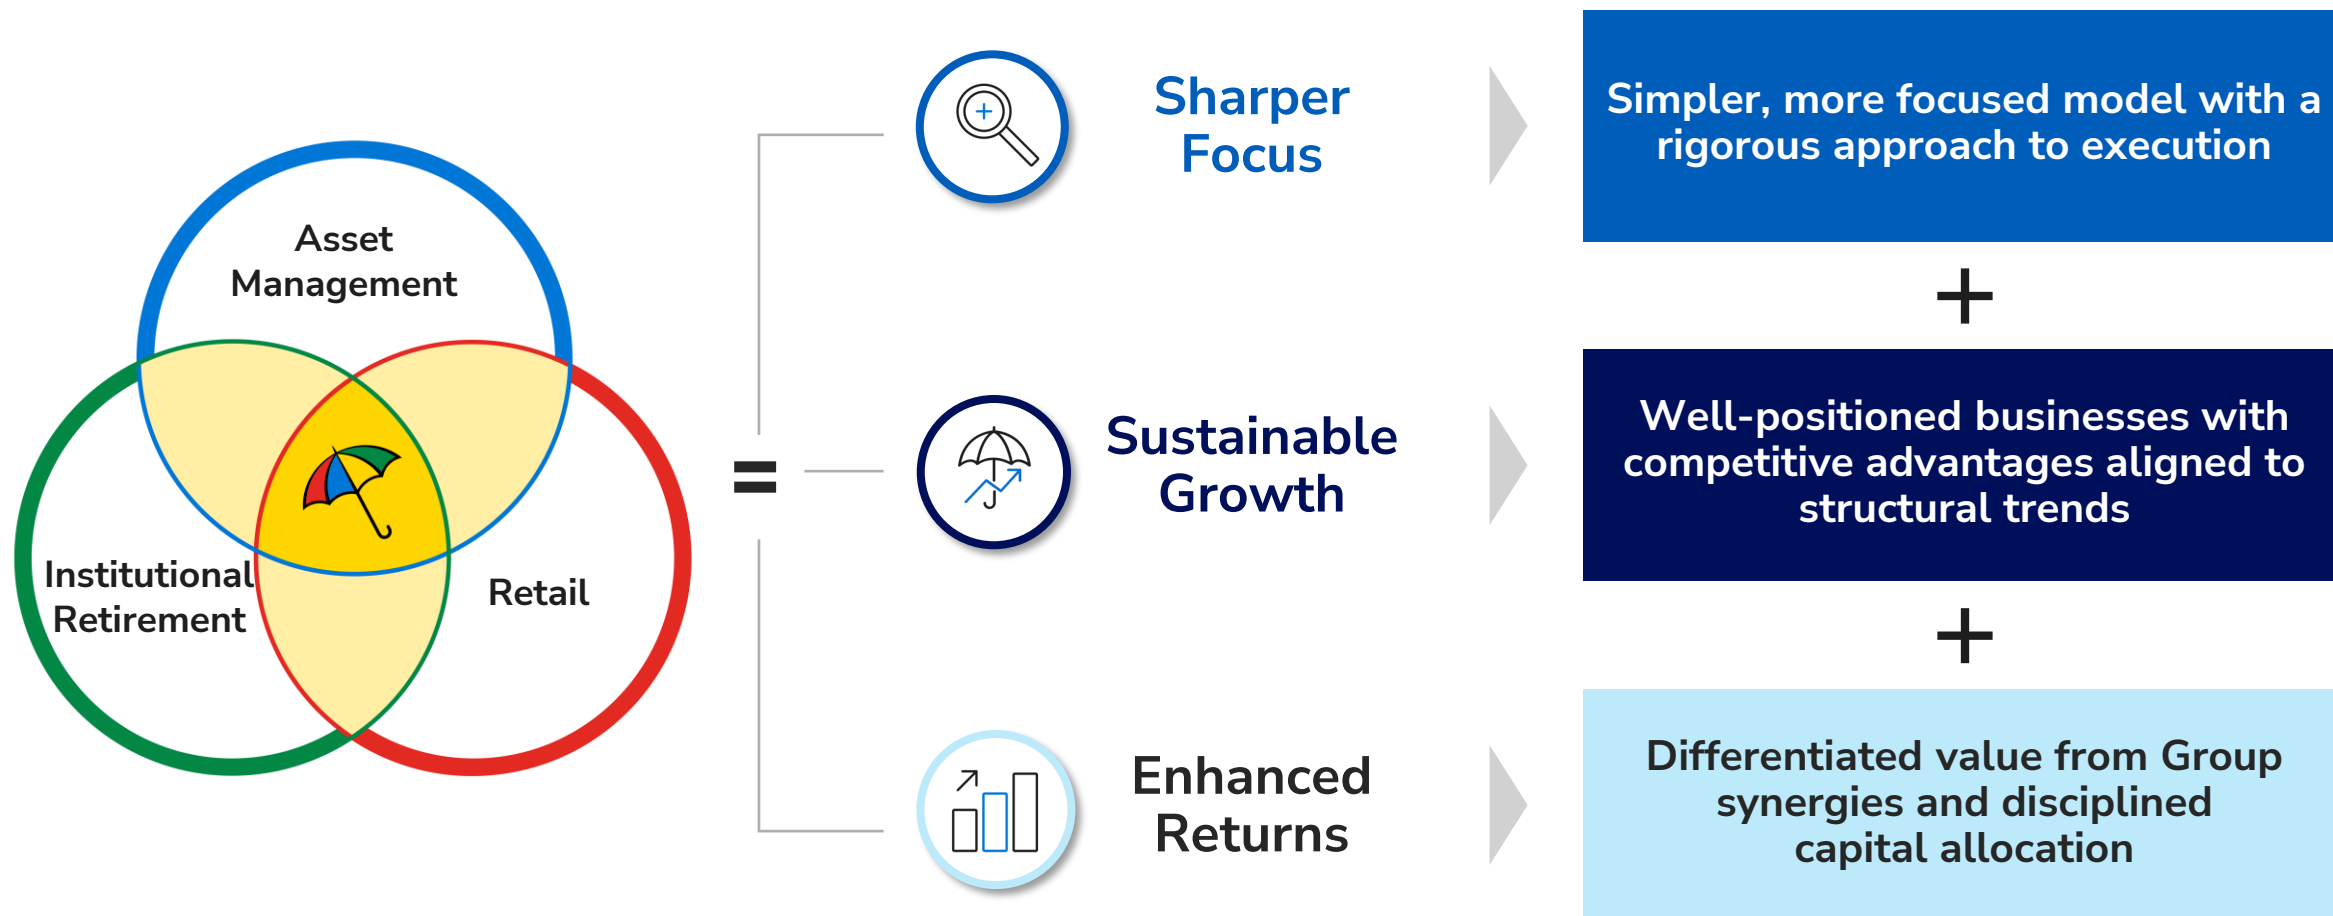 Asset
Management
Institutional
Retirement
Retail
=
Sharper
Focus
Simpler, more focused model with a
rigorous approach to execution
+
Sustainable
Growth
Well-positioned businesses with
competitive advantages aligned to
structural trends
+
Enhanced
Returns
Differentiated value from Group
synergies and disciplined
capital allocation